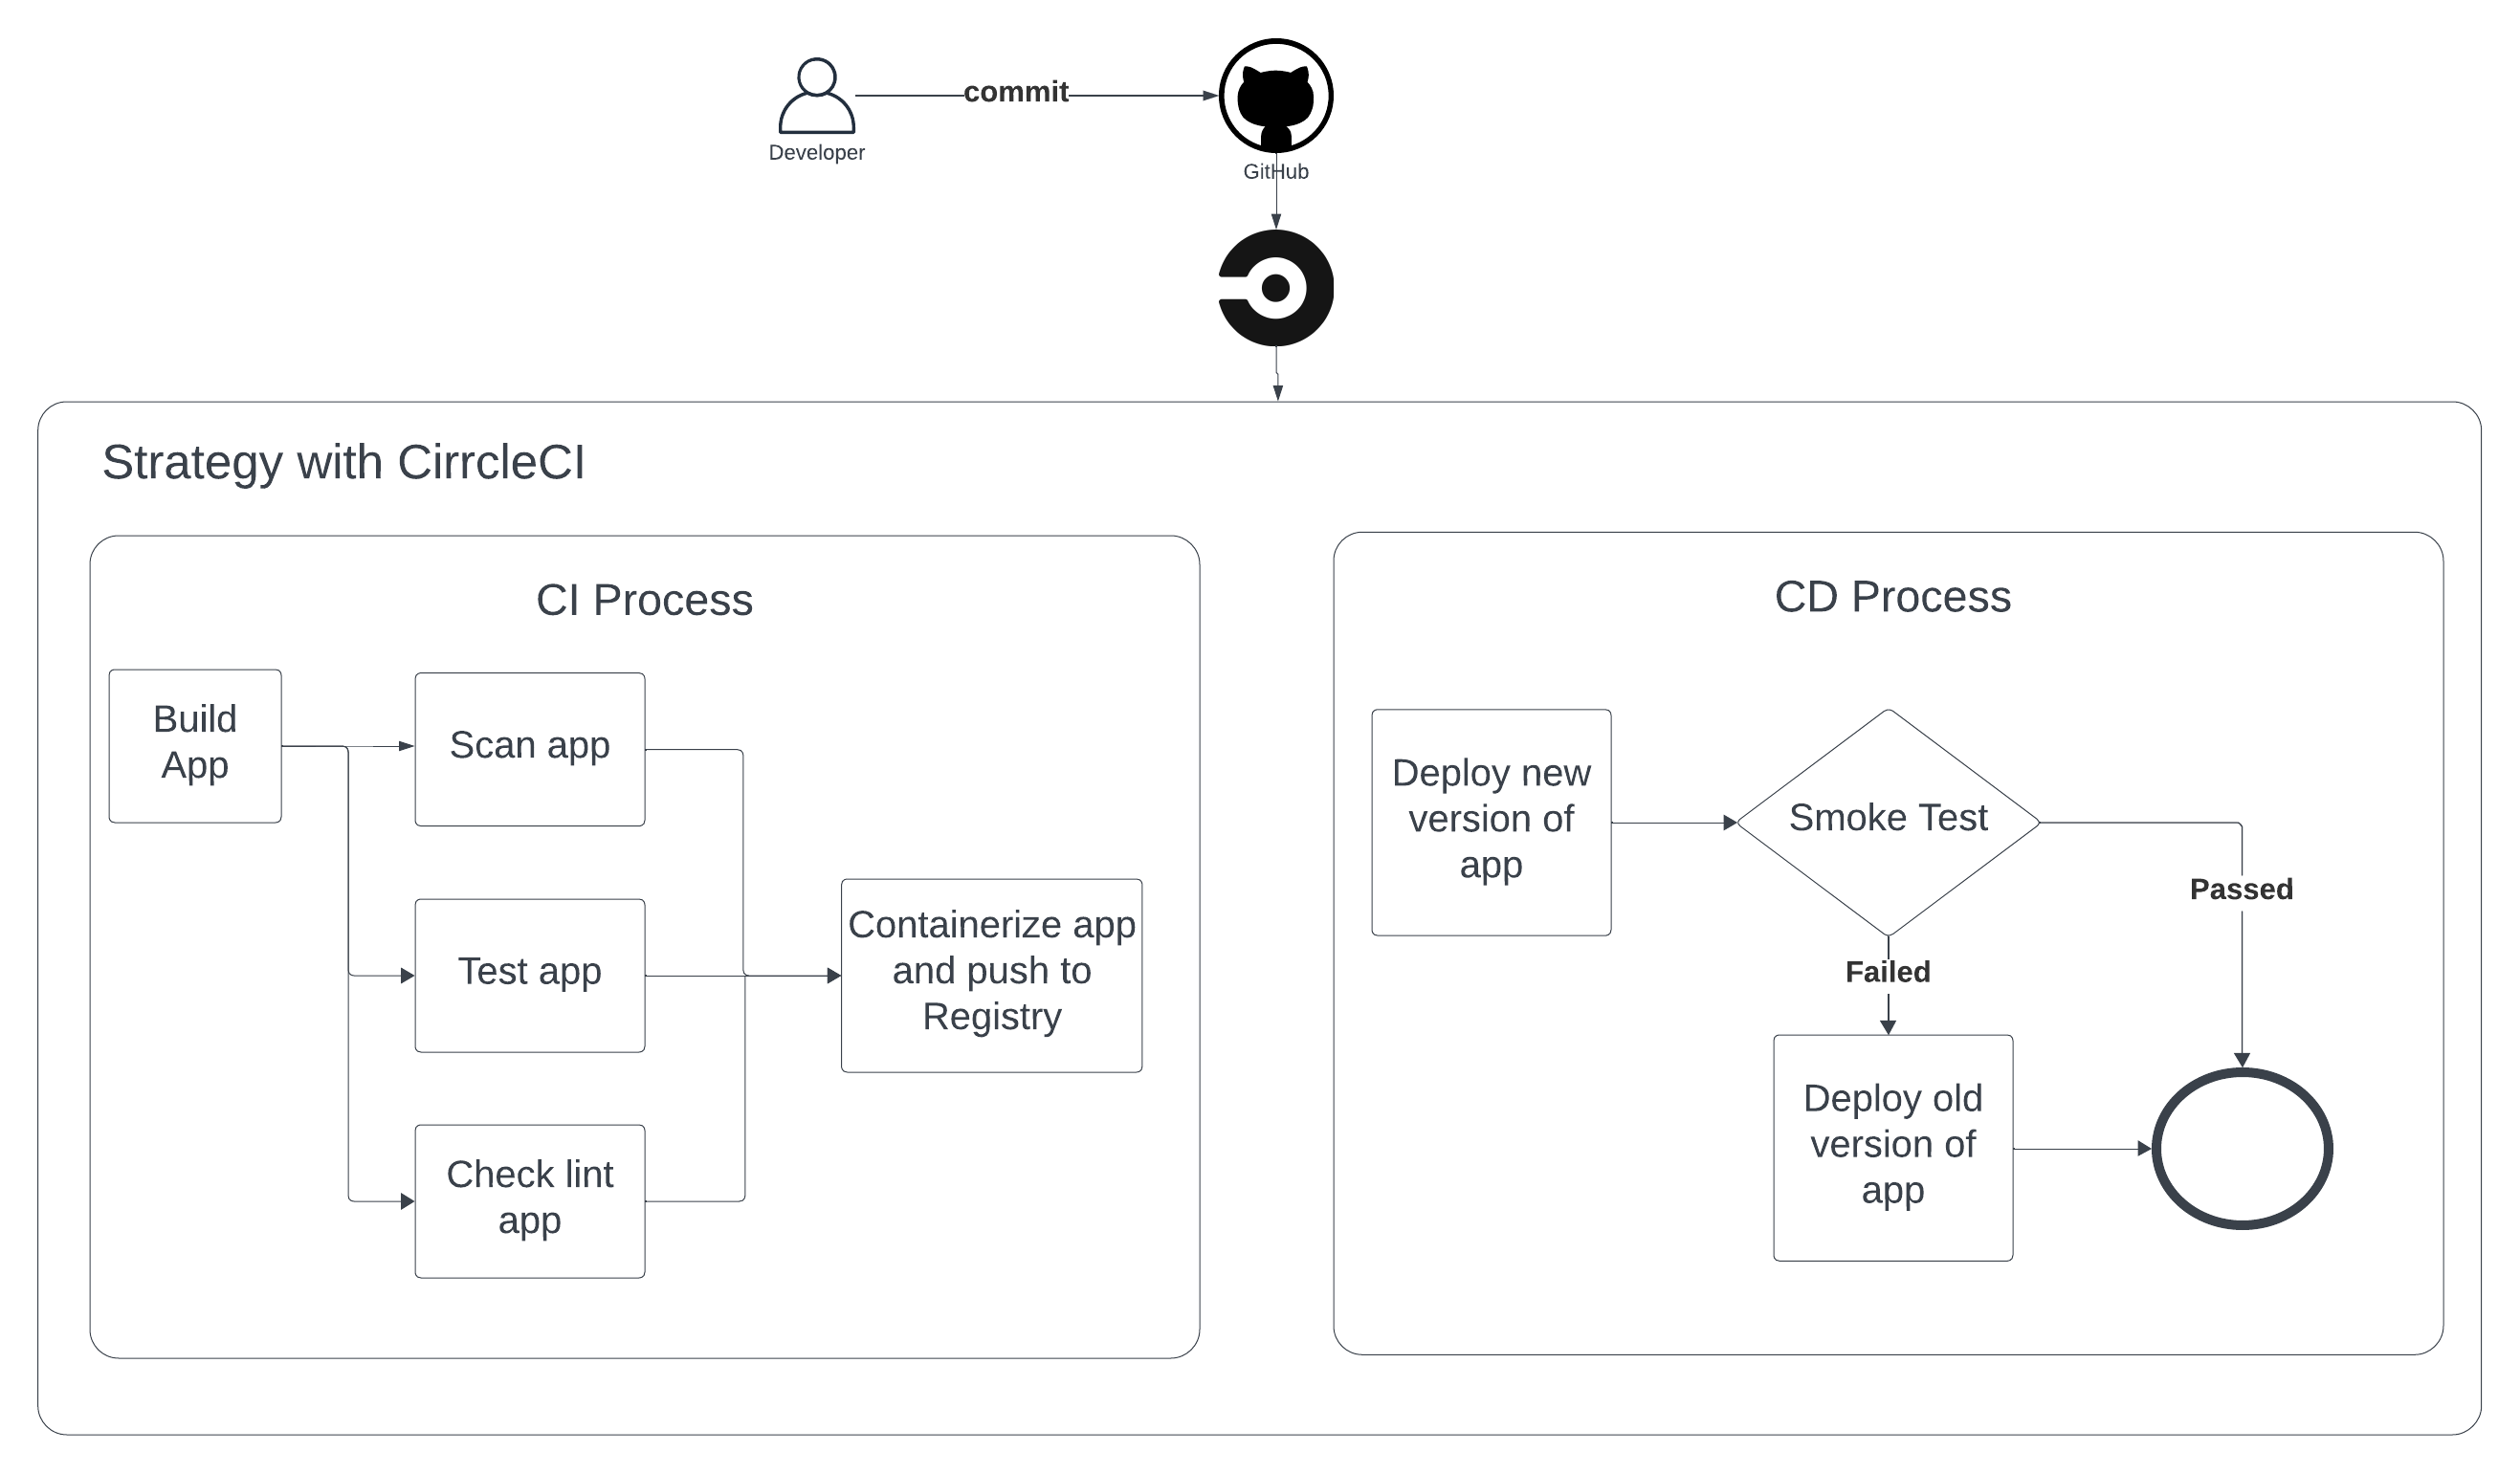 commit
Developer
GitHub
Strategy with CirrcleCI
CI Process
Build
App
Scan app
Test app
Check lint
app
Containerize app
and push to
Registry
CD Process
Deploy new
version of
app
Smoke Test
Passed
Failed
Deploy old
version of
app